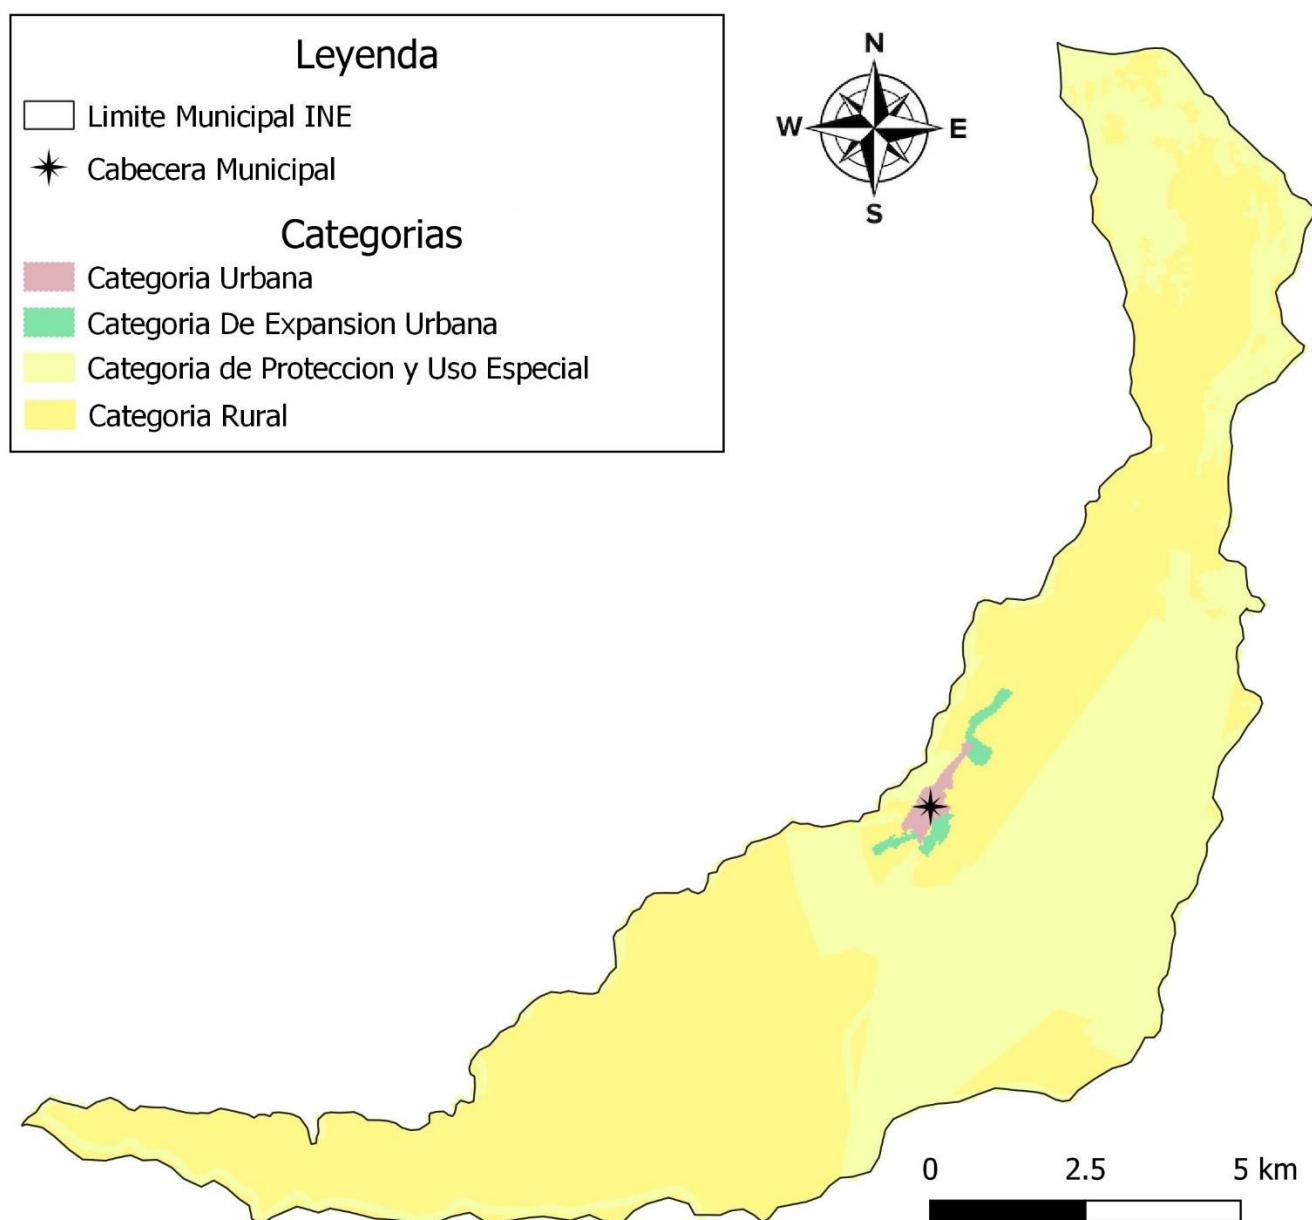 Leyenda
Limite Municipal INE
Cabecera Municipal
Categorias
Categoria Urbana
Categoria De Expansion Urbana
Categoria de Proteccion y Uso Especial
Categoria Rural
N
W E
S
0 2.5 5 km